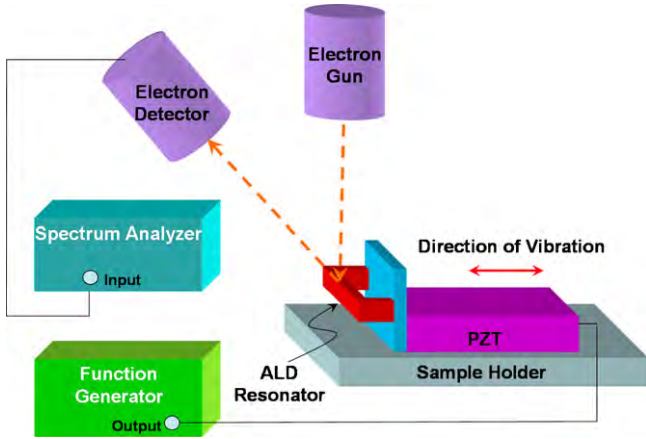 Electron
Gun
Electron
Detector
Spectrum Analyzer
Input
Direction of Vibration
PZT
ALD
Resonator
Sample Holder
Function
Generator
Output